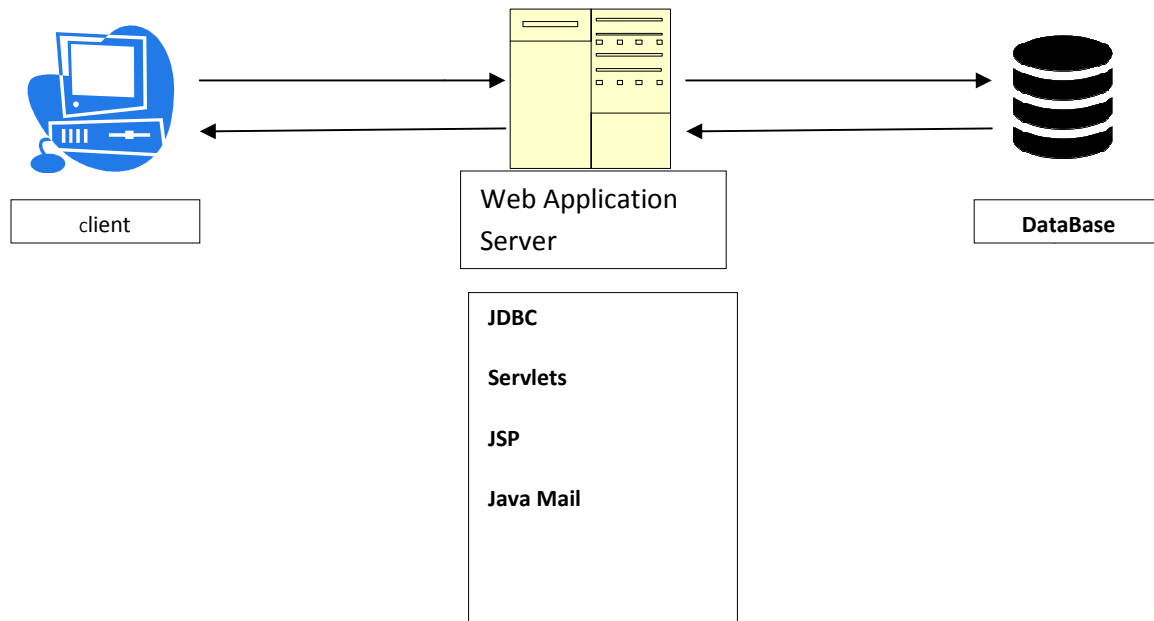 client
Web Application
Server
DataBase
JDBC
Servlets
JSP
Java Mail